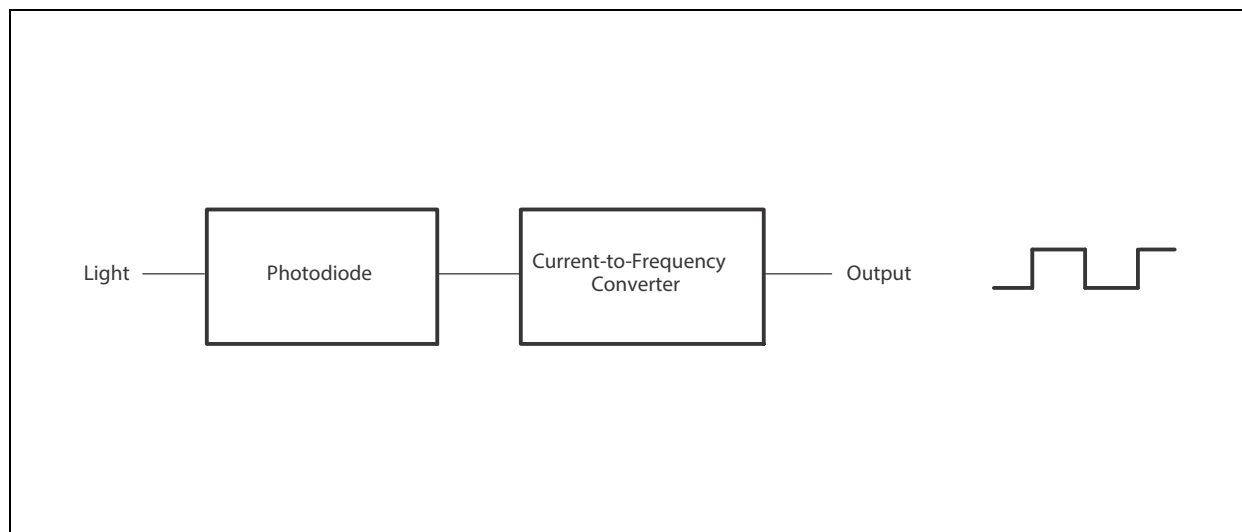 Light
Photodiode
Current-to-Frequency
Converter
Output